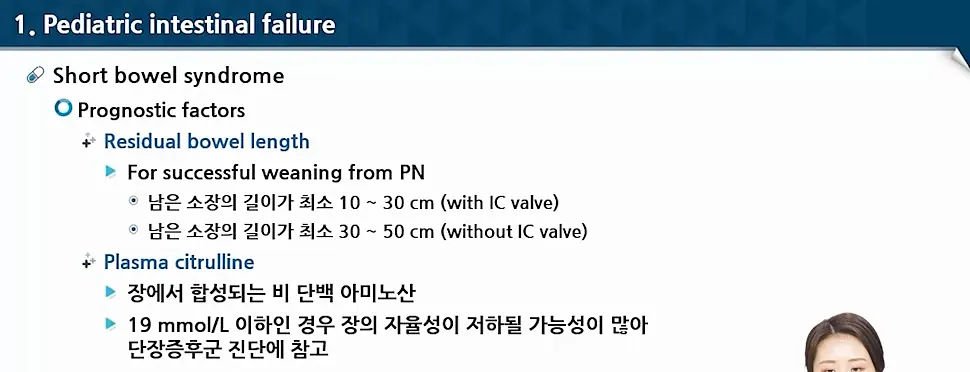 1. Pediatric intestinal failure
Short bowel syndrome
Prognostic factors
Residual bowel length
For successful weaning from PN
남은 소장의 길이가 최소 10 ~ 30 cm (with IC valve)
남은 소장의 길이가 최소 30 ~ 50 cm (without IC valve)
Plasma citrulline
장에서 합성되는 비 단백 아미노산
19 mmol/L 이하인 경우 장의 자율성이 저하될 가능성이 많아
단장증후군 진단에 참고